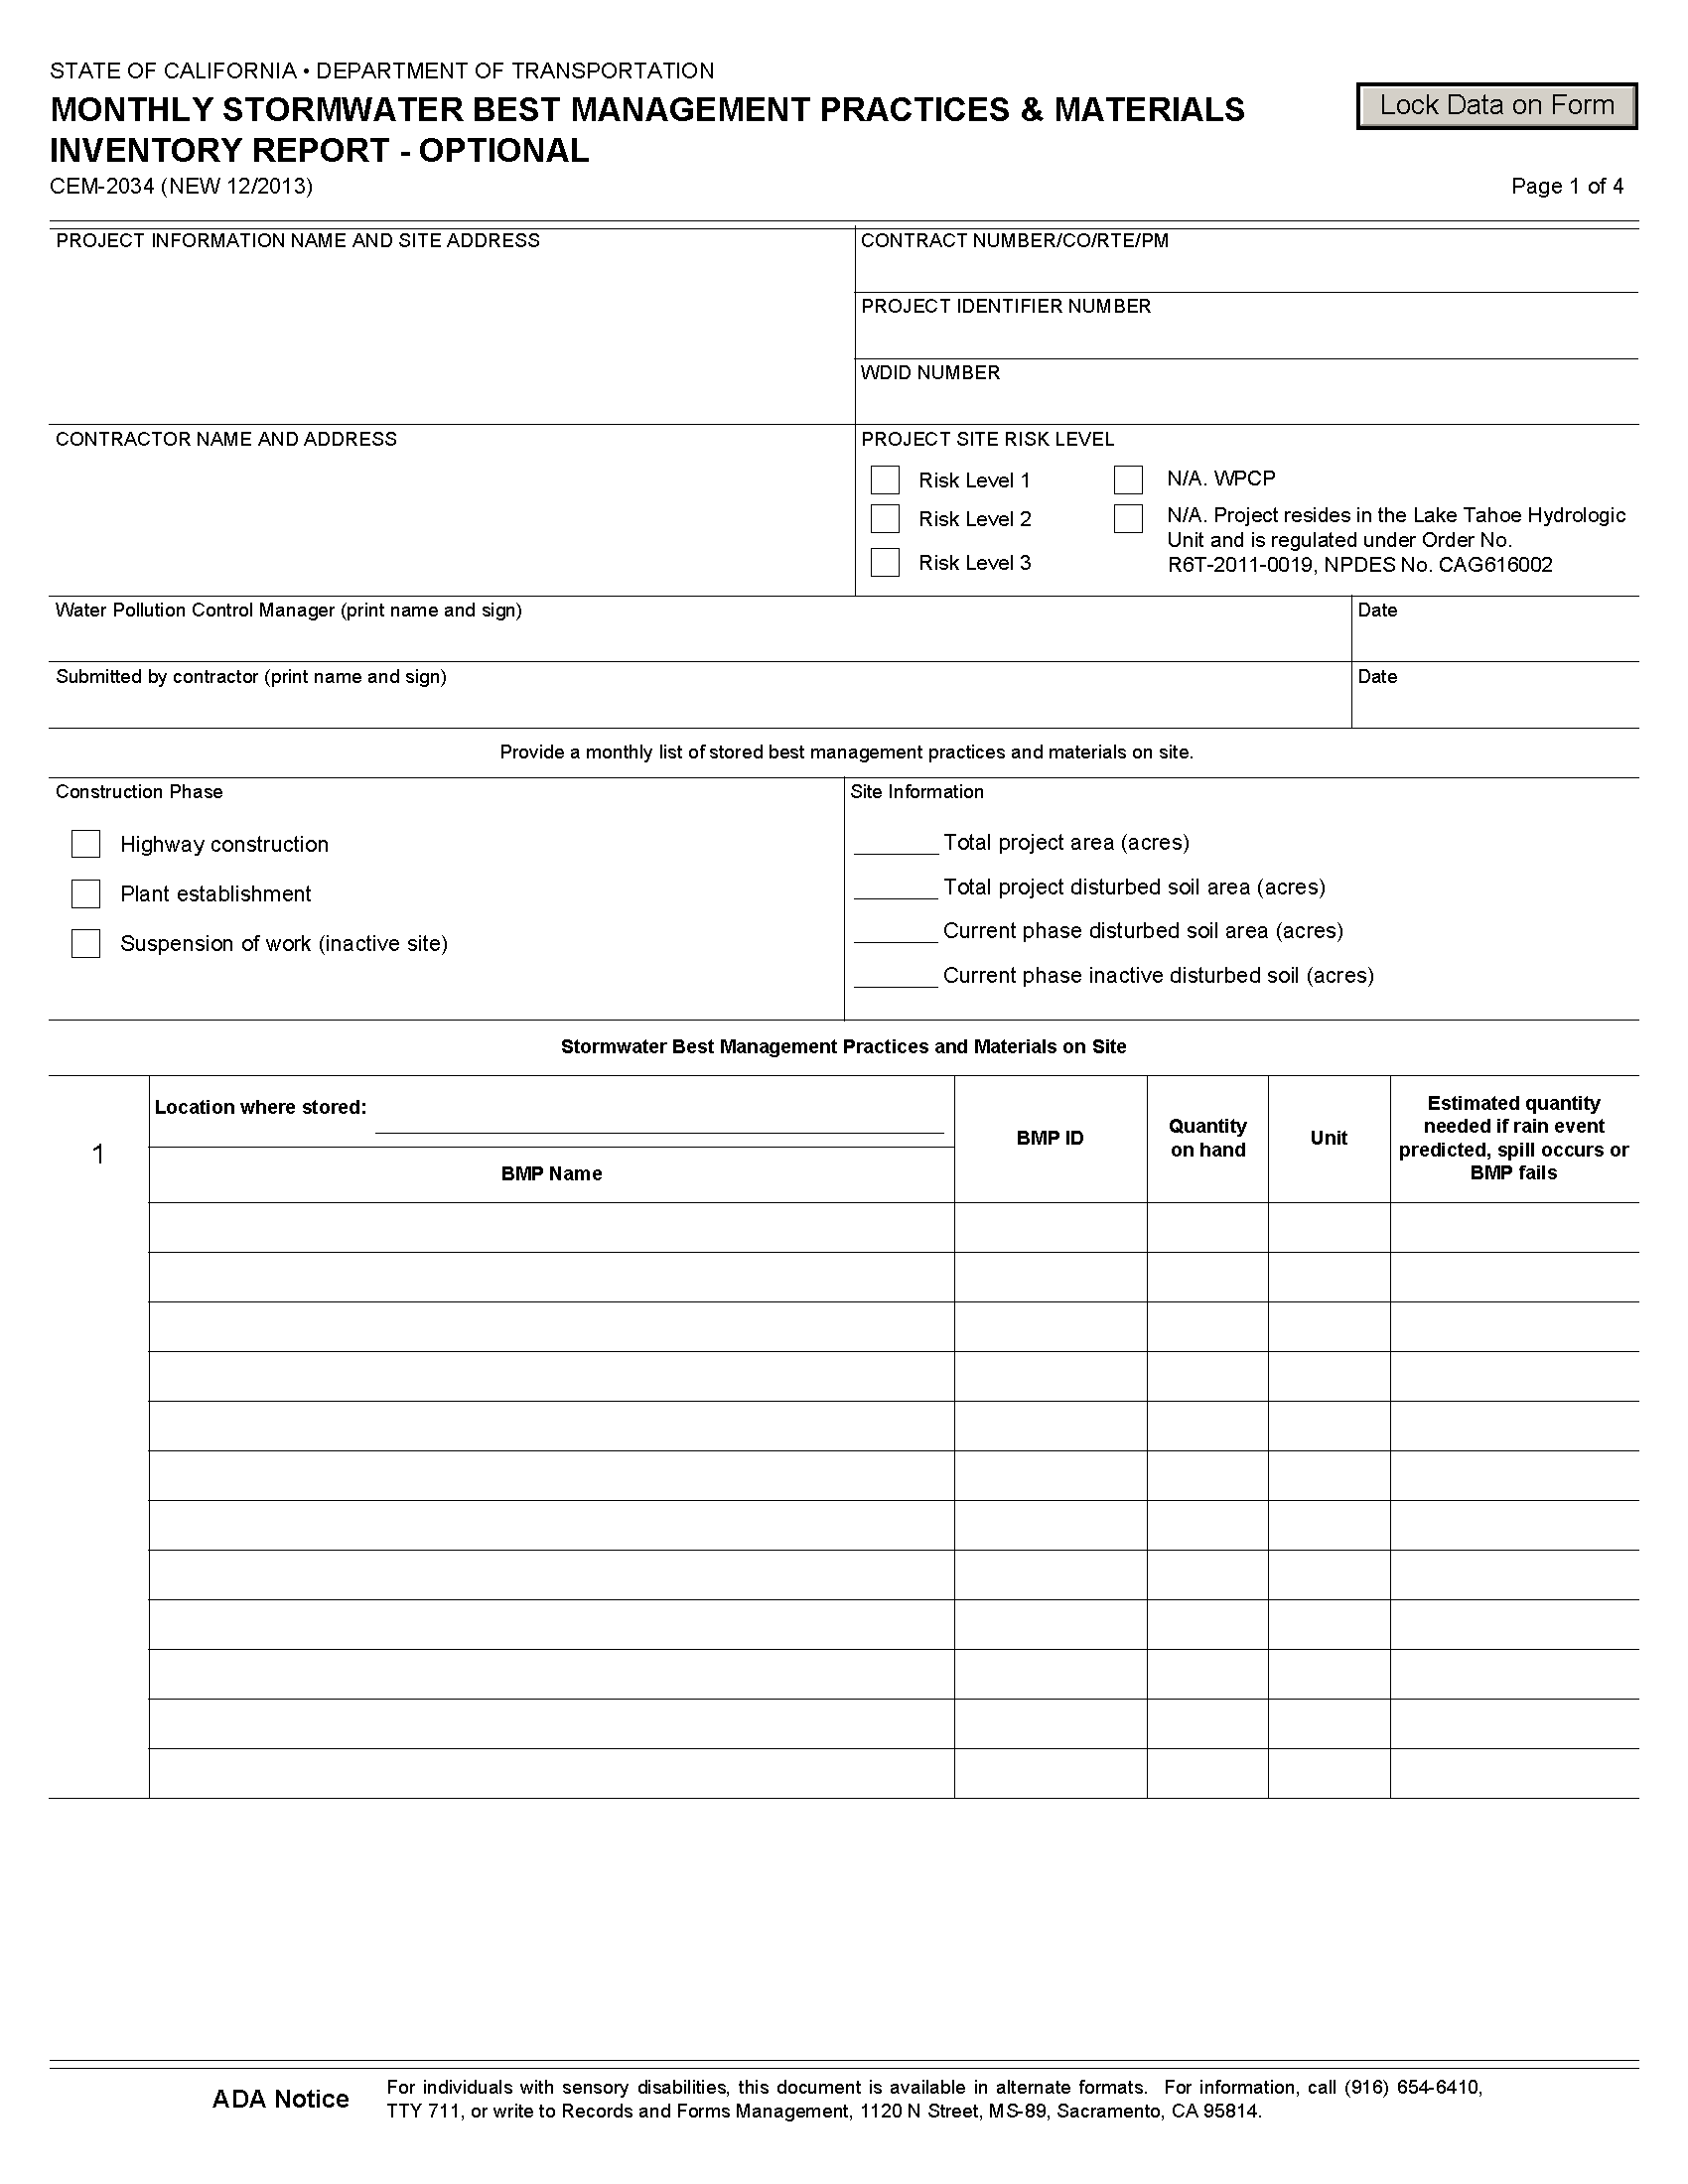 STATE OF CALIFORNIA • DEPARTMENT OF TRANSPORTATION
MONTHLY STORMWATER BEST MANAGEMENT PRACTICES & MATERIALS
INVENTORY REPORT - OPTIONAL
CEM-2034 (NEW 12/2013)
Lock Data on Form
Page 1 of 4
PROJECT INFORMATION NAME AND SITE ADDRESS
CONTRACT NUMBER/CO/RTE/PM
PROJECT IDENTIFIER NUMBER
WDID NUMBER
CONTRACTOR NAME AND ADDRESS
PROJECT SITE RISK LEVEL
Risk Level 1
Risk Level 2
Risk Level 3
N/A. WPCP
N/A. Project resides in the Lake Tahoe Hydrologic
Unit and is regulated under Order No.
R6T-2011-0019, NPDES No. CAG616002
Water Pollution Control Manager (print name and sign)
Date
Submitted by contractor (print name and sign)
Date
Provide a monthly list of stored best management practices and materials on site.
Construction Phase
Highway construction
Plant establishment
Suspension of work (inactive site)
Site Information
Total project area (acres)
Total project disturbed soil area (acres)
Current phase disturbed soil area (acres)
Current phase inactive disturbed soil (acres)
Stormwater Best Management Practices and Materials on Site
1
Location where stored:
BMP Name
BMP ID
Quantity
on hand
Unit
Estimated quantity
needed if rain event
predicted, spill occurs or
BMP fails
ADA Notice
For individuals with sensory disabilities, this document is available in alternate formats. For information, call (916) 654-6410,
TTY 711, or write to Records and Forms Management, 1120 N Street, MS-89, Sacramento, CA 95814.